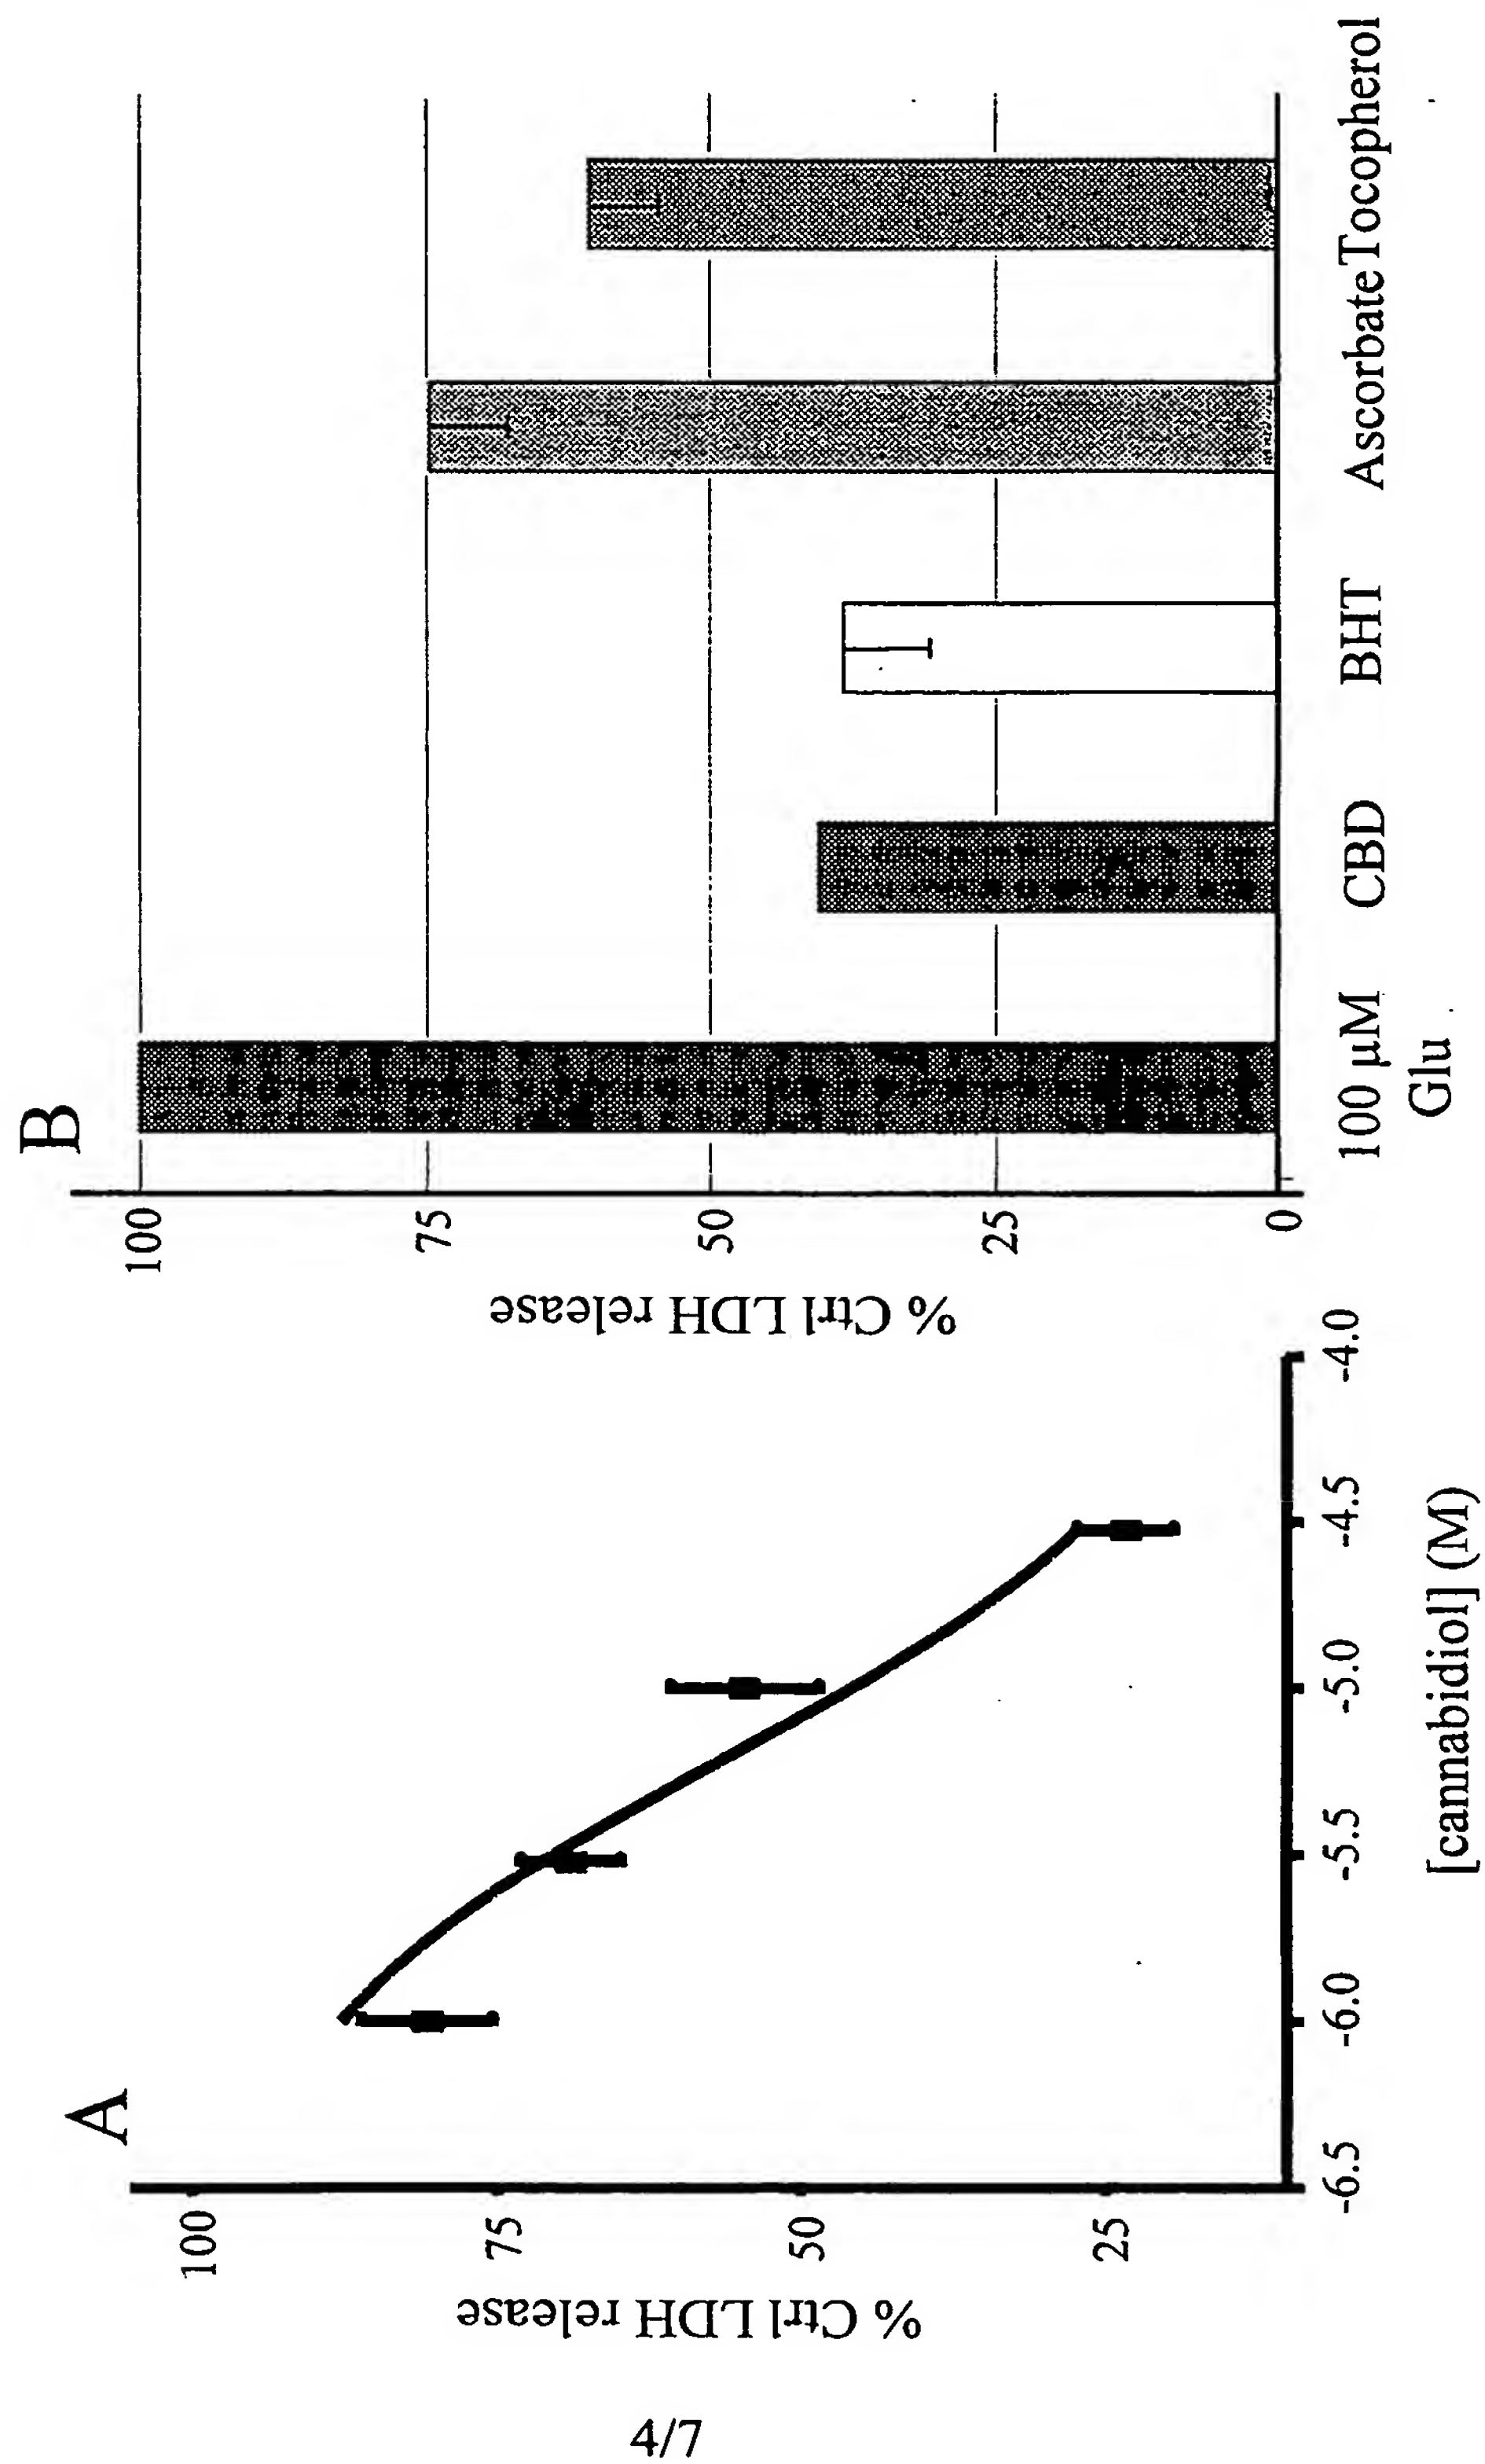 4/7
A
% Ctrl LDH release
100
75
50
25
-6.5 -6.0 -5.5 -5.0 -4.5 -4.0
[cannabidiol] (M)
B
% Ctrl LDH release
100
75
50
25
0
100 µM CBD BHT Ascorbate Tocopherol
Glu